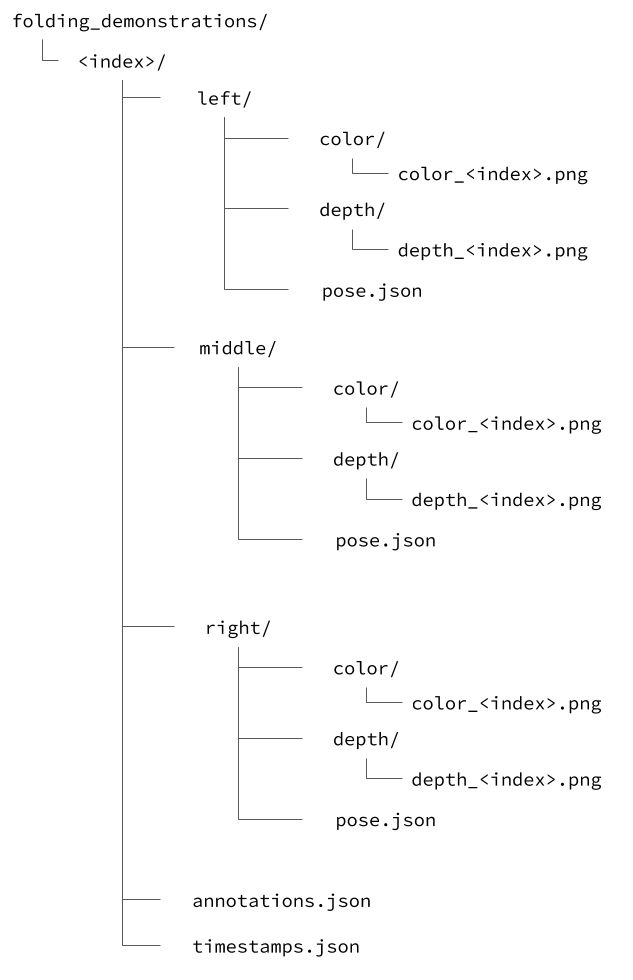 folding_demonstrations/
<index>/
left/
color/
color_<index>.png
depth/
depth_<index>.png
pose.json
middle/
color/
color_<index>.png
depth/
depth_<index>.png
pose.json
right/
color/
color_<index>.png
depth/
depth_<index>.png
pose.json
annotations.json
timestamps.json